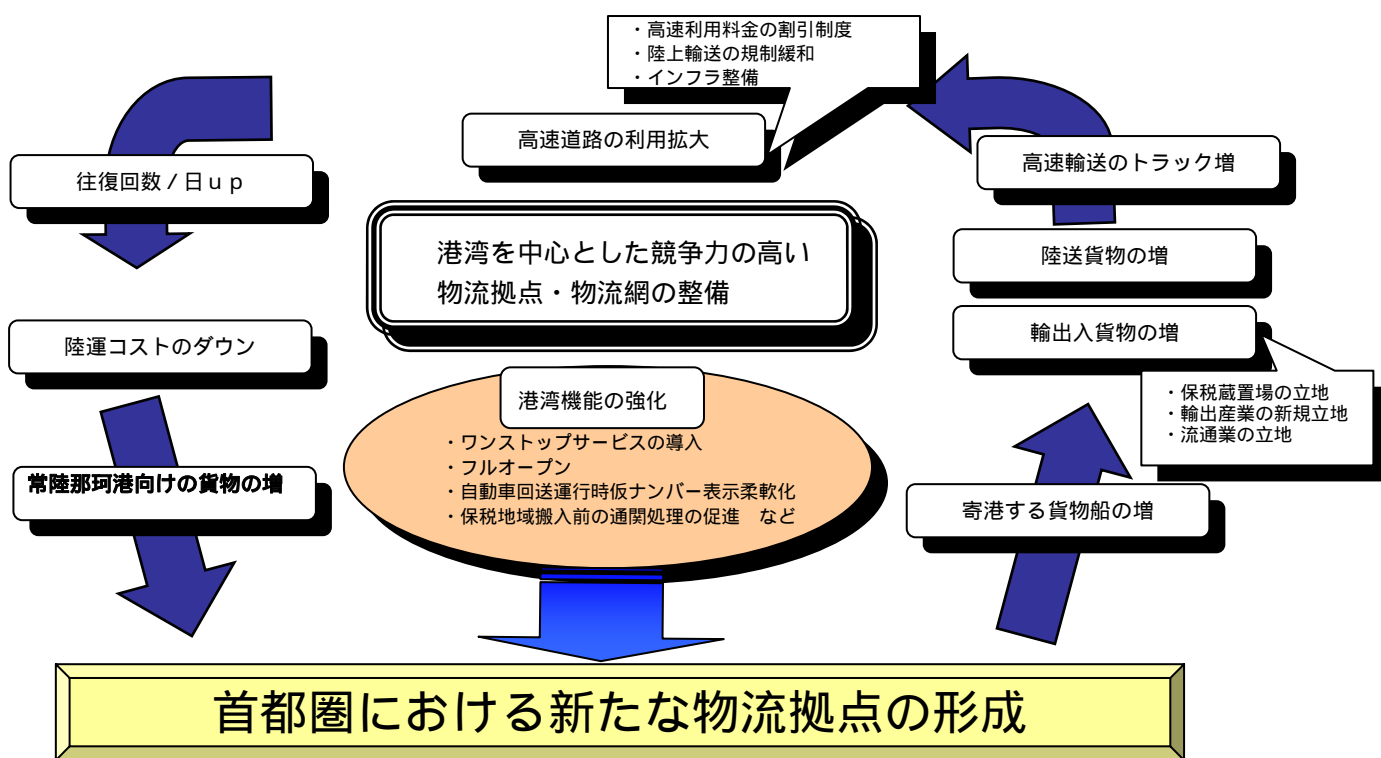 ・高速利用料金の割引制度
・陸上輸送の規制緩和
・インフラ整備
高速道路の利用拡大
高速輸送のトラック増
往復回数／日ｕｐ
陸送貨物の増
港湾を中心とした競争力の高い
物流拠点・物流網の整備
輸出入貨物の増
陸運コストのダウン
・保税蔵置場の立地
・輸出産業の新規立地
・流通業の立地
港湾機能の強化
・ワンストップサービスの導入
・フルオープン
・自動車回送運行時仮ナンバー表示柔軟化
・保税地域搬入前の通関処理の促進　など
常陸那珂港向けの貨物の増
寄港する貨物船の増
首都圏における新たな物流拠点の形成